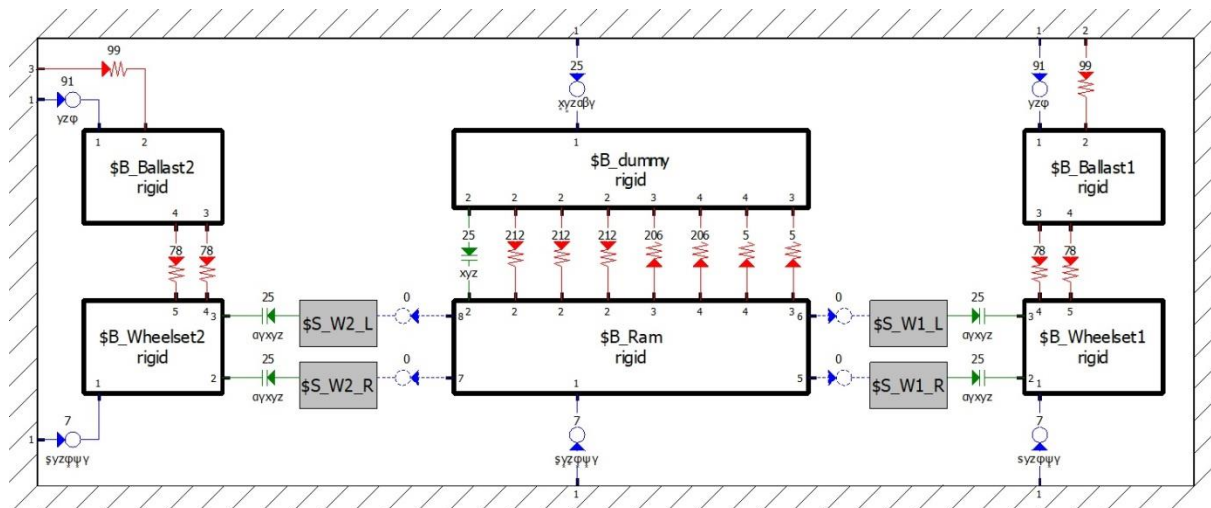 1 1 2
99 25 91 99
3
91
1
yzφ xyzαβγ yzφ
1 2 1 1 2
$B_Ballast2
rigid
$B_dummy
rigid
$B_Ballast1
rigid
4 3 2 2 2 2 3 4 4 3 3 4
78 78 25 212 212 212 206 206 5 5 78 78
xyz
5 4 2 2 2 2 3 4 4 3 4 5
25 0 0 25
3 $S_W2_L 8 6 $S_W1_L 3
αγxyz αγxyz
$B_Wheelset2
rigid
$B_Ram
rigid
$B_Wheelset1
rigid
25 0 0 25
2 $S_W2_R 7 5 $S_W1_R 2
αγxyz αγxyz
1 1 1
7 7 7
1
syzφψγ syzφψγ
1 1